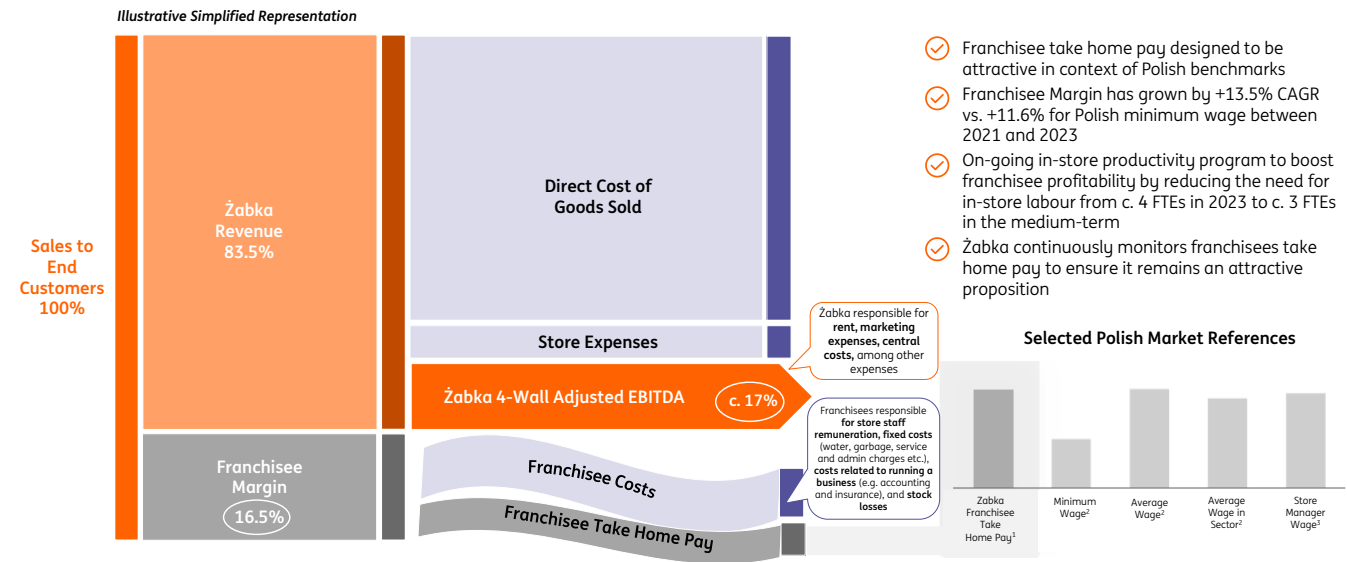 Illustrative Simplified Representation
Sales to
End
Customers
100%
Żabka
Revenue
83.5%
Franchisee
Margin
16.5%
Direct Cost of
Goods Sold
Store Expenses
Żabka 4-Wall Adjusted EBITDA
c. 17%
Franchisee Costs
Franchisee Take Home Pay
Żabka responsible for
rent, marketing
expenses, central
costs, among other
expenses
Franchisees responsible
for store staff
remuneration, fixed costs
(water, garbage, service
and admin charges etc.),
costs related to running a
business (e.g. accounting
and insurance), and stock
losses
Franchisee take home pay designed to be
attractive in context of Polish benchmarks
Franchisee Margin has grown by +13.5% CAGR
vs. +11.6% for Polish minimum wage between
2021 and 2023
On-going in-store productivity program to boost
franchisee profitability by reducing the need for
in-store labour from c. 4 FTEs in 2023 to c. 3 FTEs
in the medium-term
Żabka continuously monitors franchisees take
home pay to ensure it remains an attractive
proposition
Selected Polish Market References
Zabka
Franchisee
Take
Home Pay¹
Minimum
Wage²
Average
Wage²
Average
Wage in
Sector²
Store
Manager
Wage³